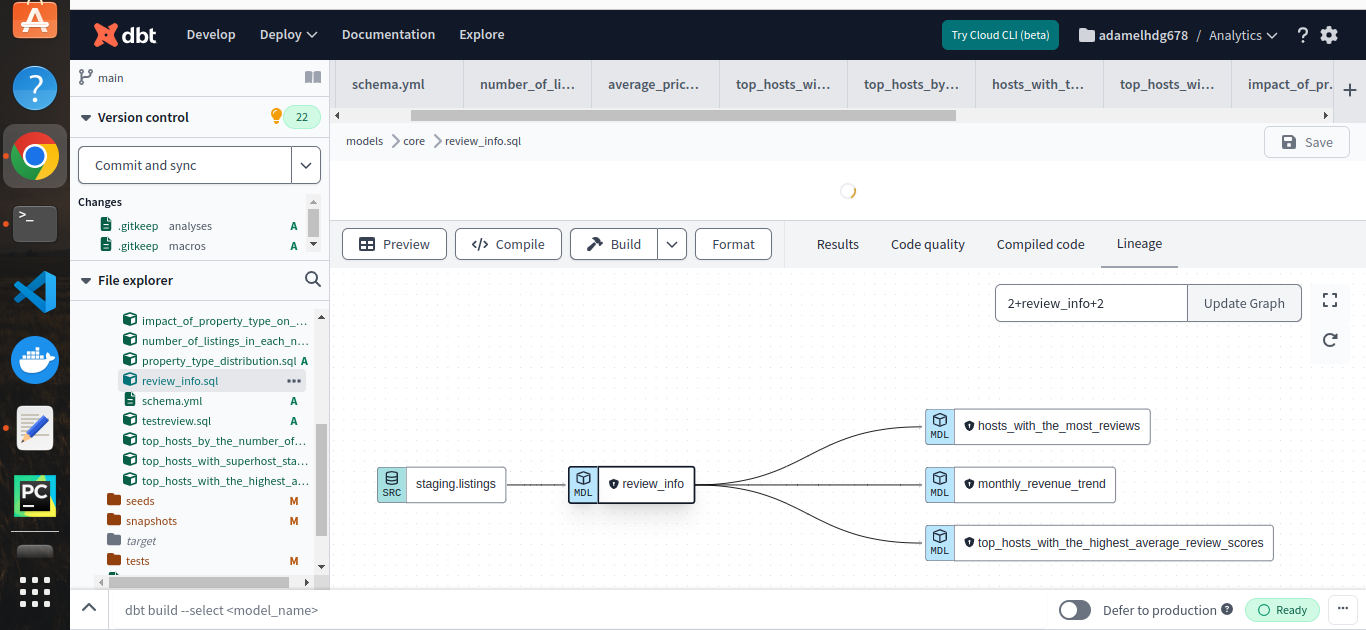 dbt
Develop
Deploy
Documentation
Explore
Try Cloud CLI (beta)
adamelhdg678 / Analytics
?
main
Version control
22
Commit and sync
Changes
.gitkeep analyses A
.gitkeep macros A
File explorer
impact_of_property_type_on_...
number_of_listings_in_each_n...
property_type_distribution.sql A
review_info.sql
schema.yml A
testreview.sql A
top_hosts_by_the_number_of...
top_hosts_with_superhost_sta...
top_hosts_with_the_highest_a...
seeds M
snapshots M
target
tests M
schema.yml
number_of_li...
average_pric...
top_hosts_wi...
top_hosts_by...
hosts_with_t...
top_hosts_wi...
impact_of_pr.
+
models > core > review_info.sql
Save
Preview
</> Compile
Build
Format
Results
Code quality
Compiled code
Lineage
2+review_info+2
Update Graph
SRC staging.listings
MDL review_info
MDL hosts_with_the_most_reviews
MDL monthly_revenue_trend
MDL top_hosts_with_the_highest_average_review_scores
dbt build --select <model_name>
Defer to production ?
Ready
...
A
?
>_
PC